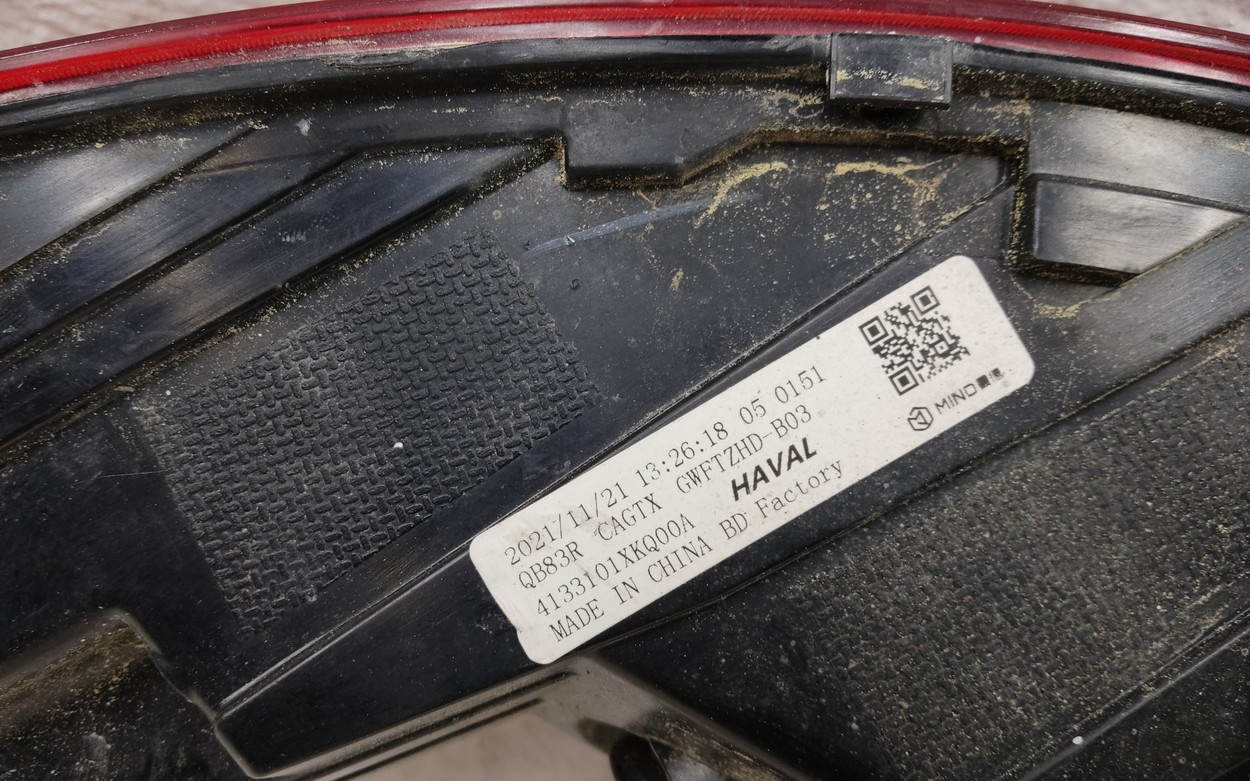 2021/11/21 13:26:18 05 0151
QB83R CAGTX GWFTZHD-B03
4133101XKQ00A HAVAL
MADE IN CHINA BD Factory
MIND